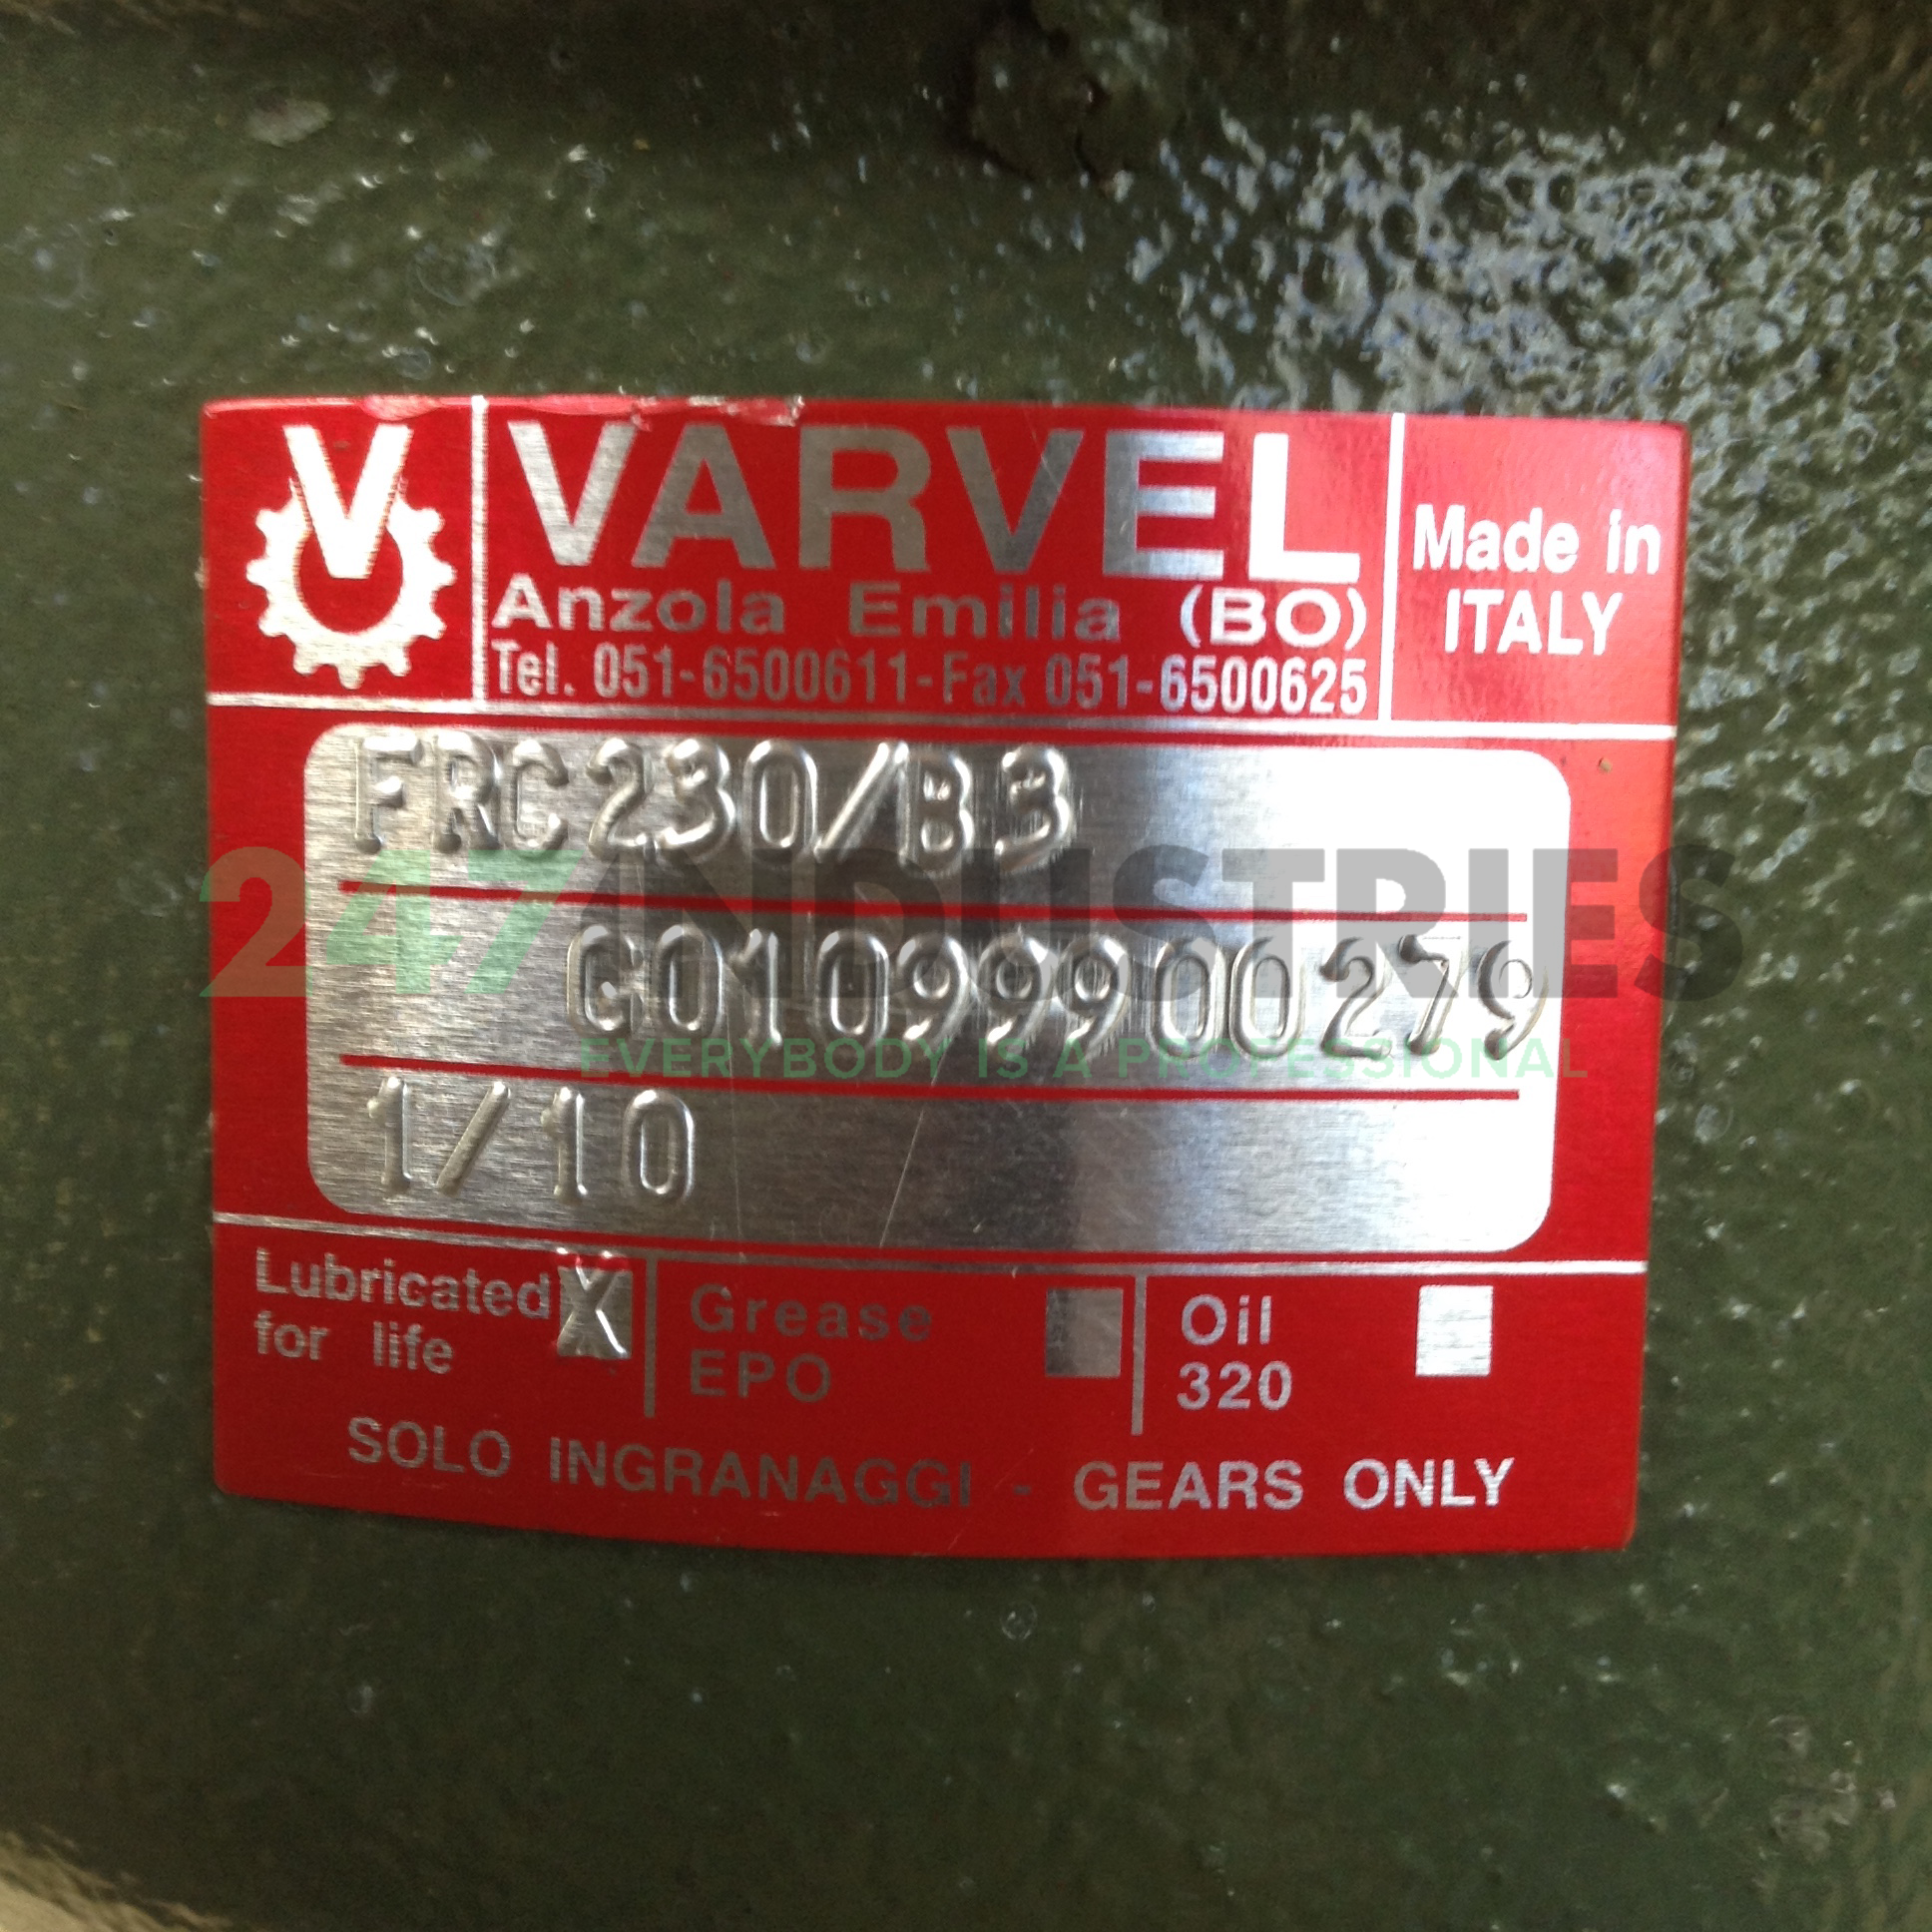 V
VARVEL
Anzola Emilia (BO)
Tel. 051-6500611-Fax 051-6500625
Made in
ITALY
FRC230/B3
247INDUSTRIES
G01099900279
EVERYBODY IS A PROFESSIONAL
1/10
Lubricated X
for life
Grease
EPO
Oil
320
SOLO INGRANAGGI - GEARS ONLY